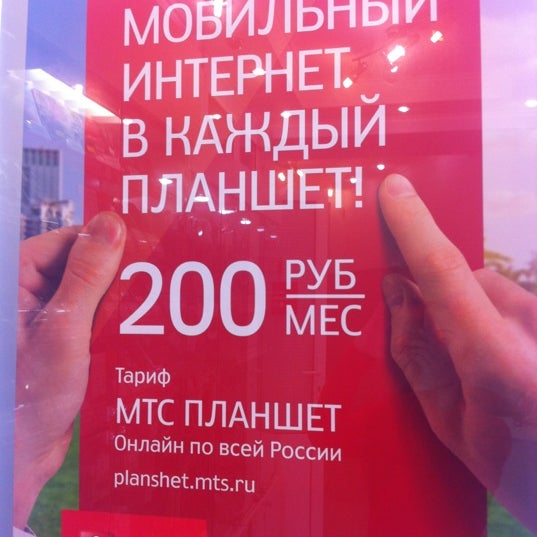 МОБИЛЬНЫЙ
ИНТЕРНЕТ
В КАЖДЫЙ
ПЛАНШЕТ!
200 РУБ
МЕС
Тариф
МТС ПЛАНШЕТ
Онлайн по всей России
planshet.mts.ru